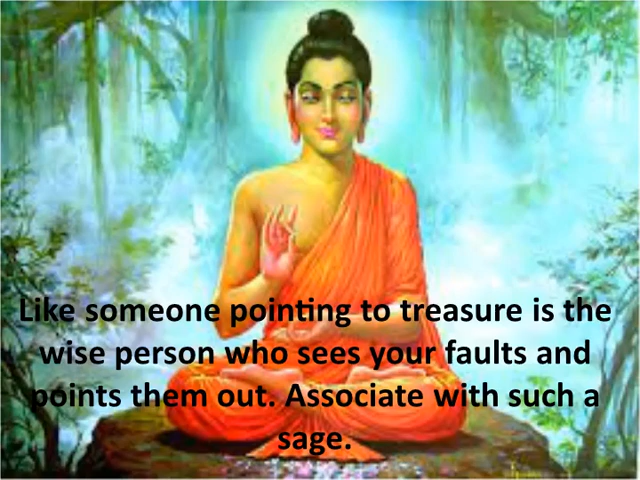 Like someone pointing to treasure is the
wise person who sees your faults and
points them out. Associate with such a
sage.